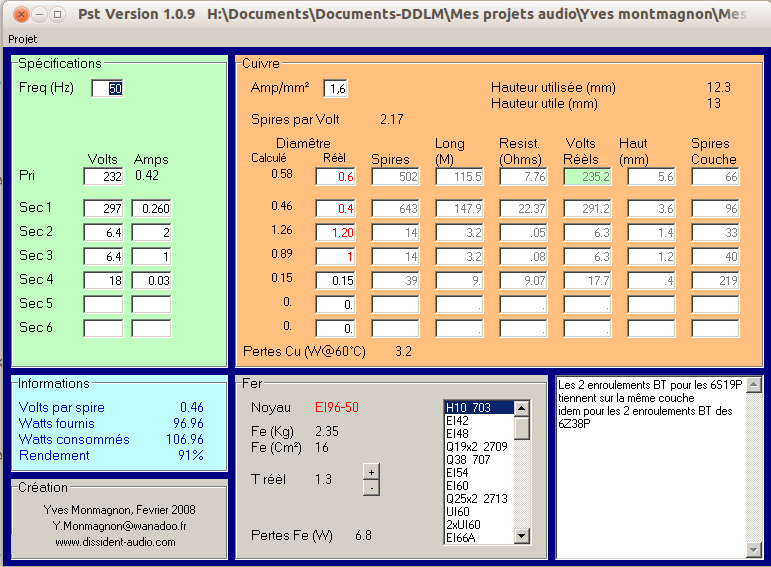 Pst Version 1.0.9 H:\Documents\Documents-DDLM\Mes projets audio\Yves montmagnon\Mes
Projet
Spécifications
Freq (Hz) 50
Volts Amps
Pri 232 0.42
Sec 1 297 0.260
Sec 2 6.4 2
Sec 3 6.4 1
Sec 4 18 0.03
Sec 5
Sec 6
Cuivre
Amp/mm² 1,6
Hauteur utilisée (mm) 12.3
Hauteur utile (mm) 13
Spires par Volt 2.17
Diamêtre Long Resist. Volts Haut Spires
Calculé Réèl Spires (M) (Ohms) Réèls (mm) Couche
0.58 0.6 502 115.5 7.76 235.2 5.6 66
0.46 0.4 643 147.9 22.37 291.2 3.6 96
1.26 1.20 14 3.2 .05 6.3 1.4 33
0.89 1 14 3.2 .08 6.3 1.2 40
0.15 0.15 39 9. 9.07 17.7 .4 219
0. 0. . . . . .
0. 0. . . . . .
Pertes Cu (W@60°C) 3.2
Informations
Volts par spire 0.46
Watts fournis 96.96
Watts consommés 106.96
Rendement 91%
Création
Yves Monmagnon, Fevrier 2008
Y.Monmagnon@wanadoo.fr
www.dissident-audio.com
Fer
Noyau EI96-50
Fe (Kg) 2.35
Fe (Cm²) 16
T réèl 1.3
+
-
Pertes Fe (W) 6.8
H10 703
EI42
EI48
Q19x2 2709
Q38 707
EI54
EI60
Q25x2 2713
UI60
2xUI60
EI66A
Les 2 enroulements BT pour les 6S19P
tiennent sur la même couche
idem pour les 2 enroulements BT des
6Z38P